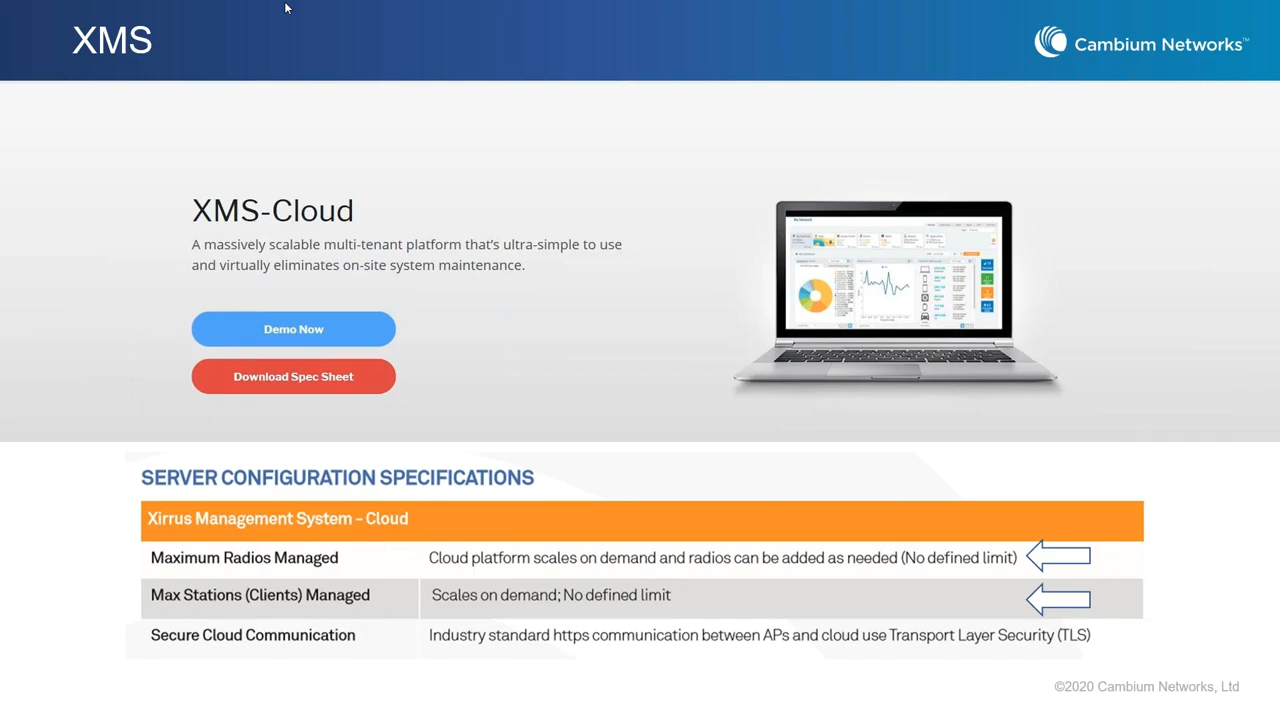 XMS
Cambium Networks™
XMS-Cloud
A massively scalable multi-tenant platform that's ultra-simple to use
and virtually eliminates on-site system maintenance.
Demo Now
Download Spec Sheet
SERVER CONFIGURATION SPECIFICATIONS
Xirrus Management System - Cloud
Maximum Radios Managed Cloud platform scales on demand and radios can be added as needed (No defined limit)
Max Stations (Clients) Managed Scales on demand; No defined limit
Secure Cloud Communication Industry standard https communication between APs and cloud use Transport Layer Security (TLS)
©2020 Cambium Networks, Ltd